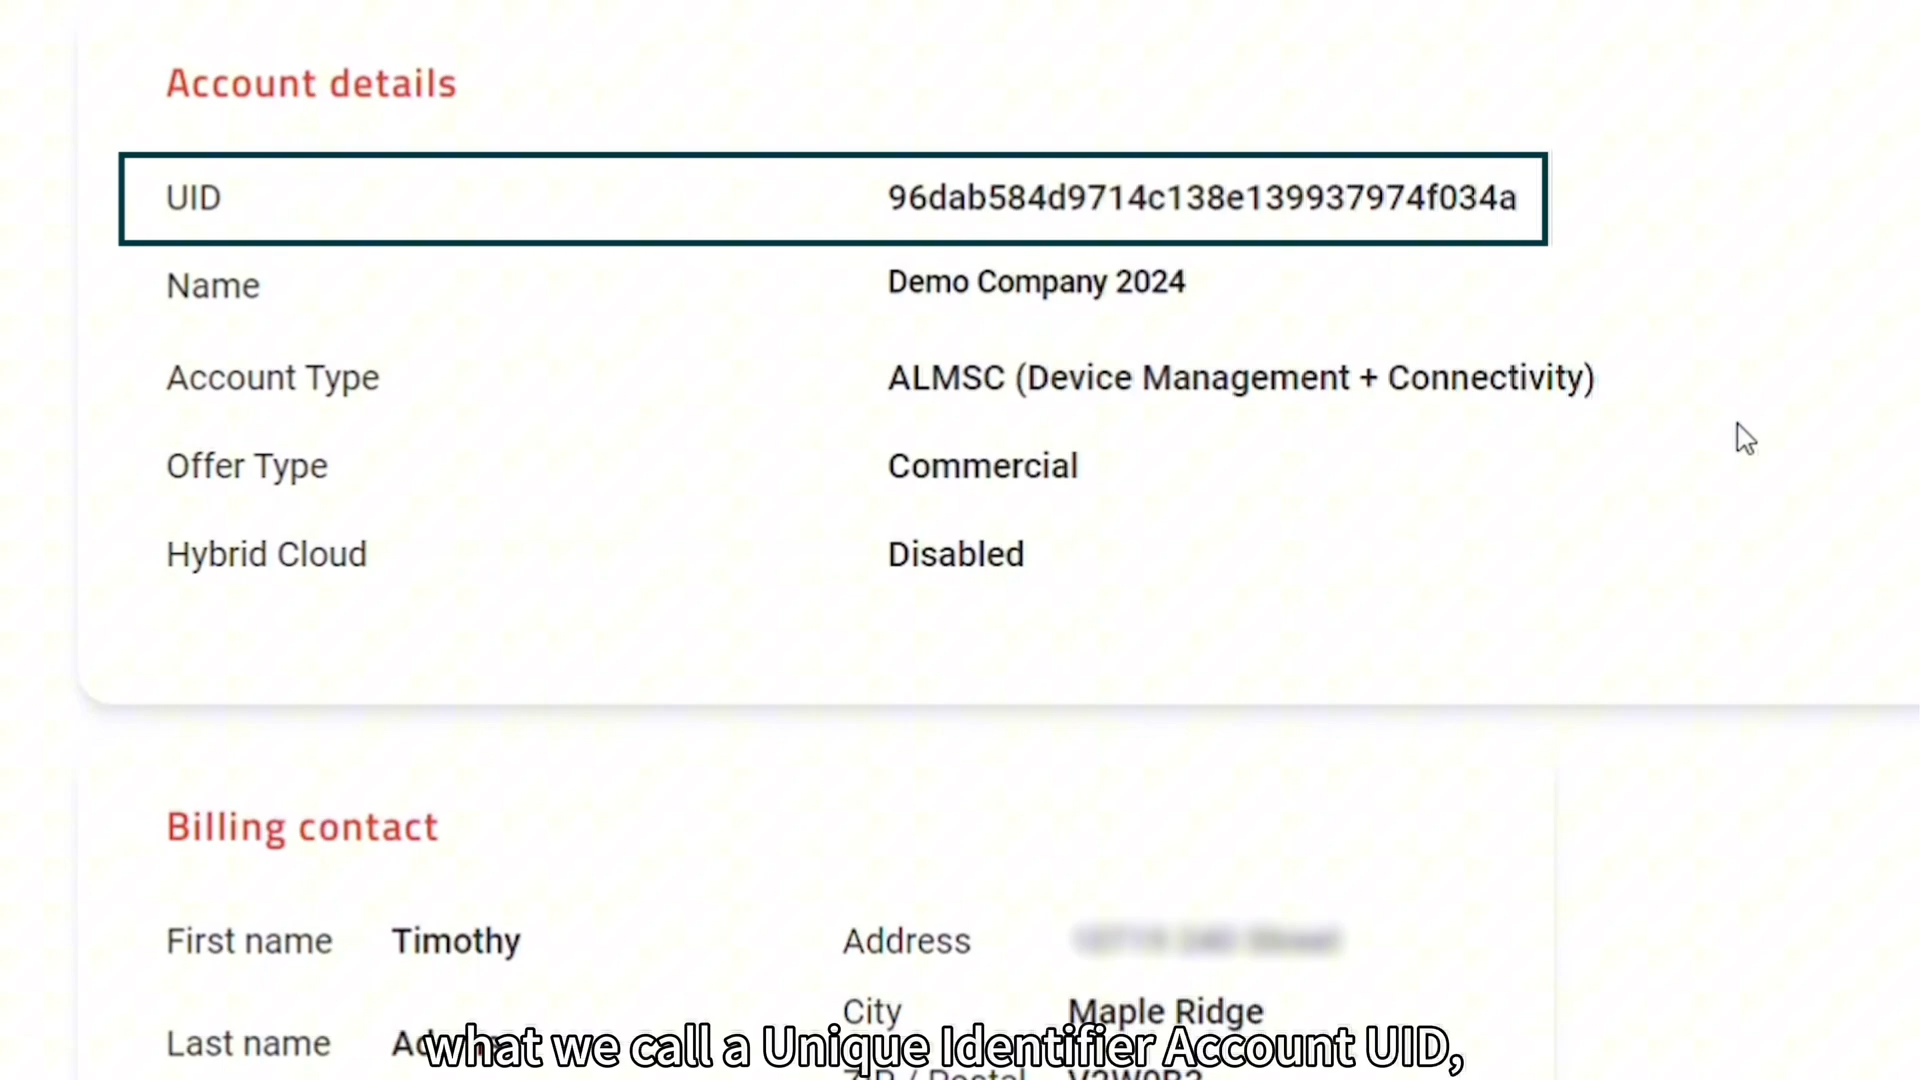 Account details
UID 96dab584d9714c138e139937974f034a
Name Demo Company 2024
Account Type ALMSC (Device Management + Connectivity)
Offer Type Commercial
Hybrid Cloud Disabled
Billing contact
First name Timothy Address
City Maple Ridge
Last name
what we call a Unique Identifier Account UID,